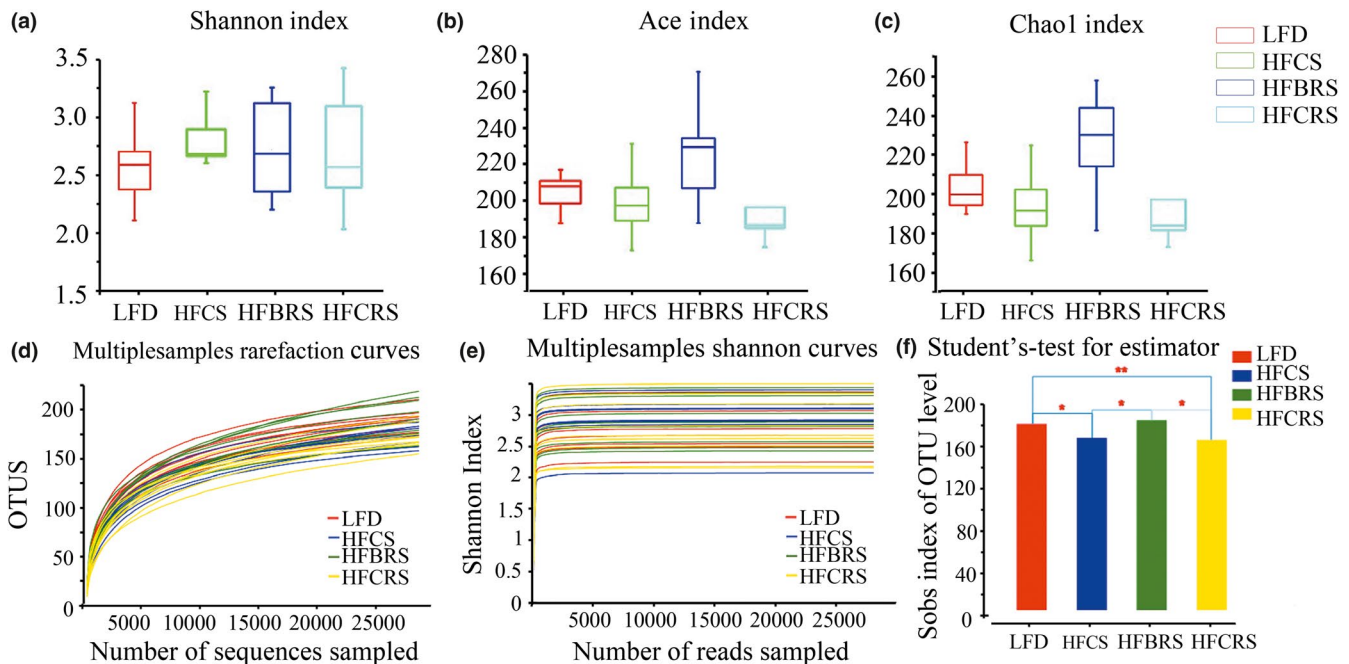 (a) Shannon index
3.5
3.0
2.5
2.0
1.5
LFD HFCS HFBRS HFCRS
(b) Ace index
280
260
240
220
200
180
160
LFD HFCS HFBRS HFCRS
(c) Chao1 index
260
240
220
200
180
160
LFD HFCS HFBRS HFCRS
LFD
HFCS
HFBRS
HFCRS
(d) Multiplesamples rarefaction curves
OTUS
200
150
100
50
0
5000 10000 15000 20000 25000
Number of sequences sampled
LFD
HFCS
HFBRS
HFCRS
(e) Multiplesamples shannon curves
Shannon Index
3
2.5
2
1.5
1
0.5
0
5000 10000 15000 20000 25000
Number of reads sampled
LFD
HFCS
HFBRS
HFCRS
(f) Student's-test for estimator
Sobs index of OTU level
200
160
200
160
80
40
0
**
* * *
LFD HFCS HFBRS HFCRS
LFD
HFCS
HFBRS
HFCRS